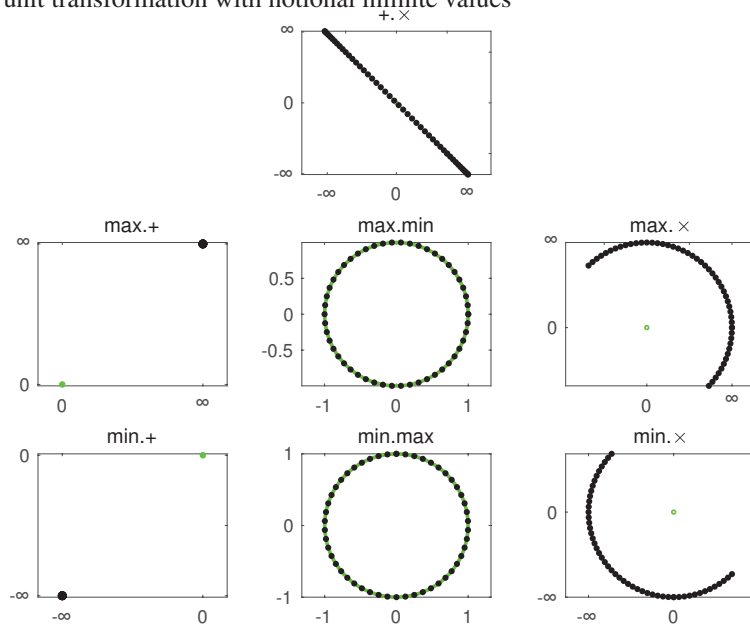 unit transformation with notional infinite values
+.×
∞
0
-∞
-∞ 0 ∞
max.+
∞
0
0 ∞
max.min
0.5
0
-0.5
-1 0 1
max.×
∞
0
0 ∞
min.+
0
-∞
-∞ 0
min.max
1
0
-1
-1 0 1
min.×
0
-∞
-∞ 0